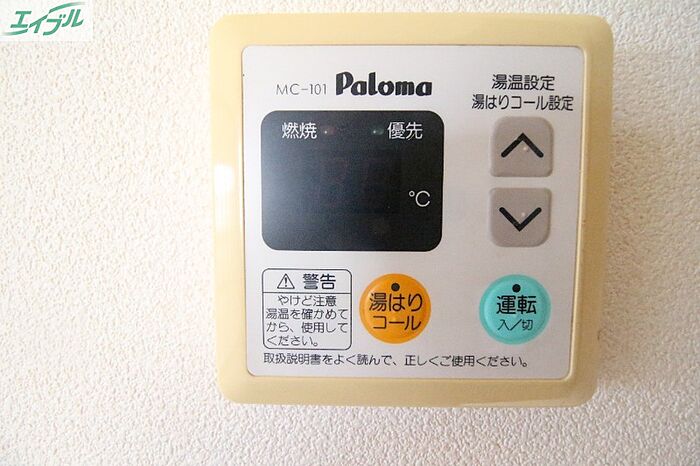 エイブル
MC-101 Paloma
湯温設定
湯はりコール設定
燃焼 優先
℃
警告
やけど注意
湯温を確かめて
から、使用して
ください。
湯はり
コール
運転
入/切
取扱説明書をよく読んで、正しくご使用ください。